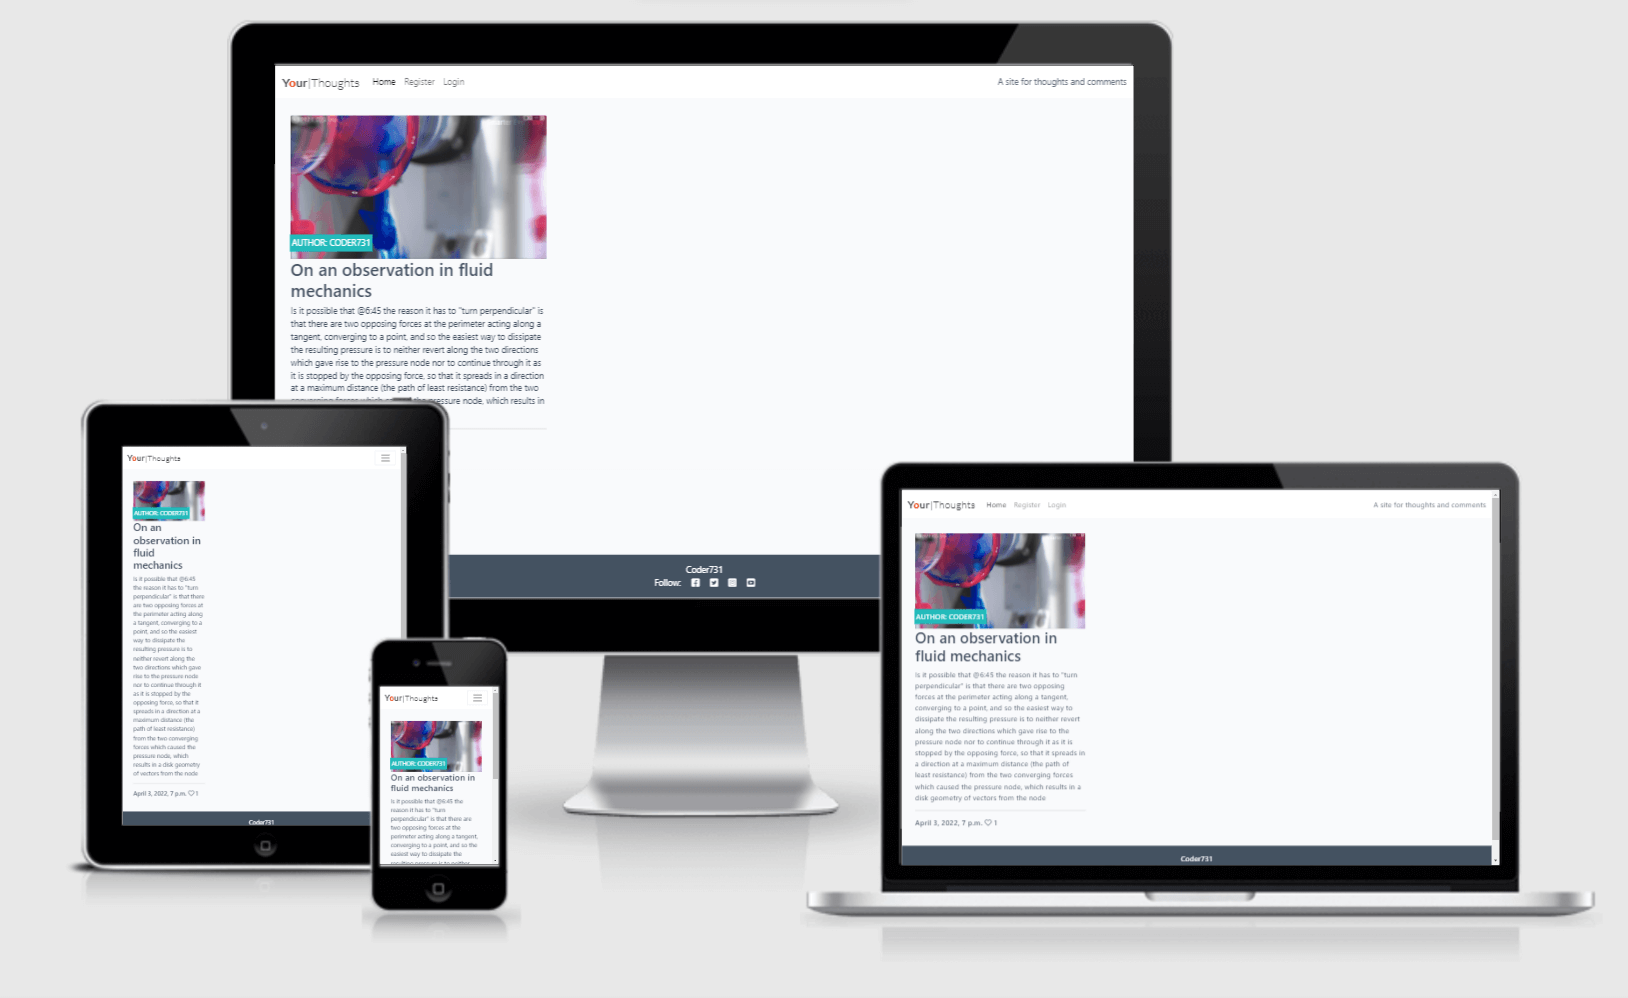 Your|Thoughts Home Register Login A site for thoughts and comments
AUTHOR: CODER731
On an observation in fluid
mechanics
Is it possible that @6:45 the reason it has to "turn perpendicular" is
that there are two opposing forces at the perimeter acting along a
tangent, converging to a point, and so the easiest way to dissipate
the resulting pressure is to neither revert along the two directions
which gave rise to the pressure node nor to continue through it as
it is stopped by the opposing force, so that it spreads in a direction
at a maximum distance (the path of least resistance) from the two
converging forces which caused the pressure node, which results in
Coder731
Follow:
Your|Thoughts
AUTHOR: CODER731
On an
observation in
fluid
mechanics
Is it possible that @6:45
the reason it has to "turn
perpendicular" is that there
are two opposing forces at
the perimeter acting along
a tangent, converging to a
point, and so the easiest
way to dissipate the
resulting pressure is to
neither revert along the
two directions which gave
rise to the pressure node
nor to continue through it
as it is stopped by the
opposing force, so that it
spreads in a direction at a
maximum distance (the
path of least resistance)
from the two converging
forces which caused the
pressure node, which
results in a disk geometry
of vectors from the node
April 3, 2022, 7 p.m. 1
Coder731
Your|Thoughts
AUTHOR: CODER731
On an observation in
fluid mechanics
Is it possible that @6:45 the
reason it has to "turn
perpendicular" is that there are
two opposing forces at the
perimeter acting along a tangent,
converging to a point, and so the
easiest way to dissipate the
resulting pressure is to neither
Your|Thoughts Home Register Login A site for thoughts and comments
AUTHOR: CODER731
On an observation in
fluid mechanics
Is it possible that @6:45 the reason it has to "turn
perpendicular" is that there are two opposing
forces at the perimeter acting along a tangent,
converging to a point, and so the easiest way to
dissipate the resulting pressure is to neither revert
along the two directions which gave rise to the
pressure node nor to continue through it as it is
stopped by the opposing force, so that it spreads in
a direction at a maximum distance (the path of
least resistance) from the two converging forces
which caused the pressure node, which results in a
disk geometry of vectors from the node
April 3, 2022, 7 p.m. 1
Coder731